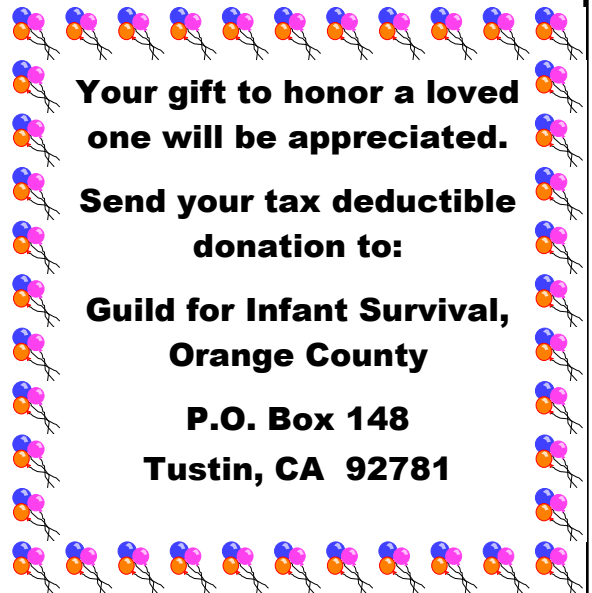 Your gift to honor a loved
one will be appreciated.
Send your tax deductible
donation to:
Guild for Infant Survival,
Orange County
P.O. Box 148
Tustin, CA  92781